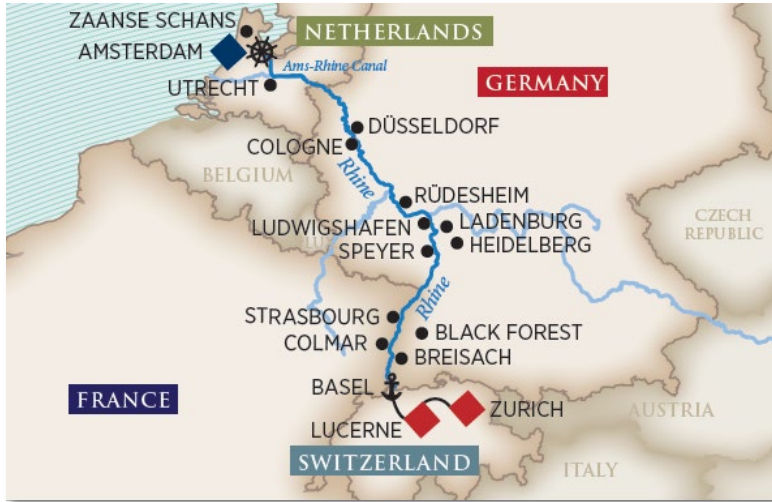 ZAANSE SCHANS
NETHERLANDS
AMSTERDAM
Ams-Rhine Canal
UTRECHT
GERMANY
DÜSSELDORF
COLOGNE
Rhine
BELGIUM
RÜDESHEIM
LUDWIGSHAFEN
LADENBURG
CZECH
REPUBLIC
LU
HEIDELBERG
SPEYER
Rhine
STRASBOURG
BLACK FOREST
COLMAR
BREISACH
BASEL
FRANCE
ZURICH
AUSTRIA
LUCERNE
SWITZERLAND
ITALY